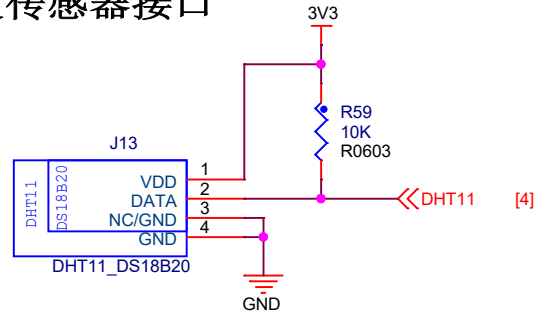 传感器接口
3V3
R59
10K
R0603
J13
DHT11
DS18B20
VDD 1
DATA 2
NC/GND 3
GND 4
DHT11 [4]
DHT11_DS18B20
GND